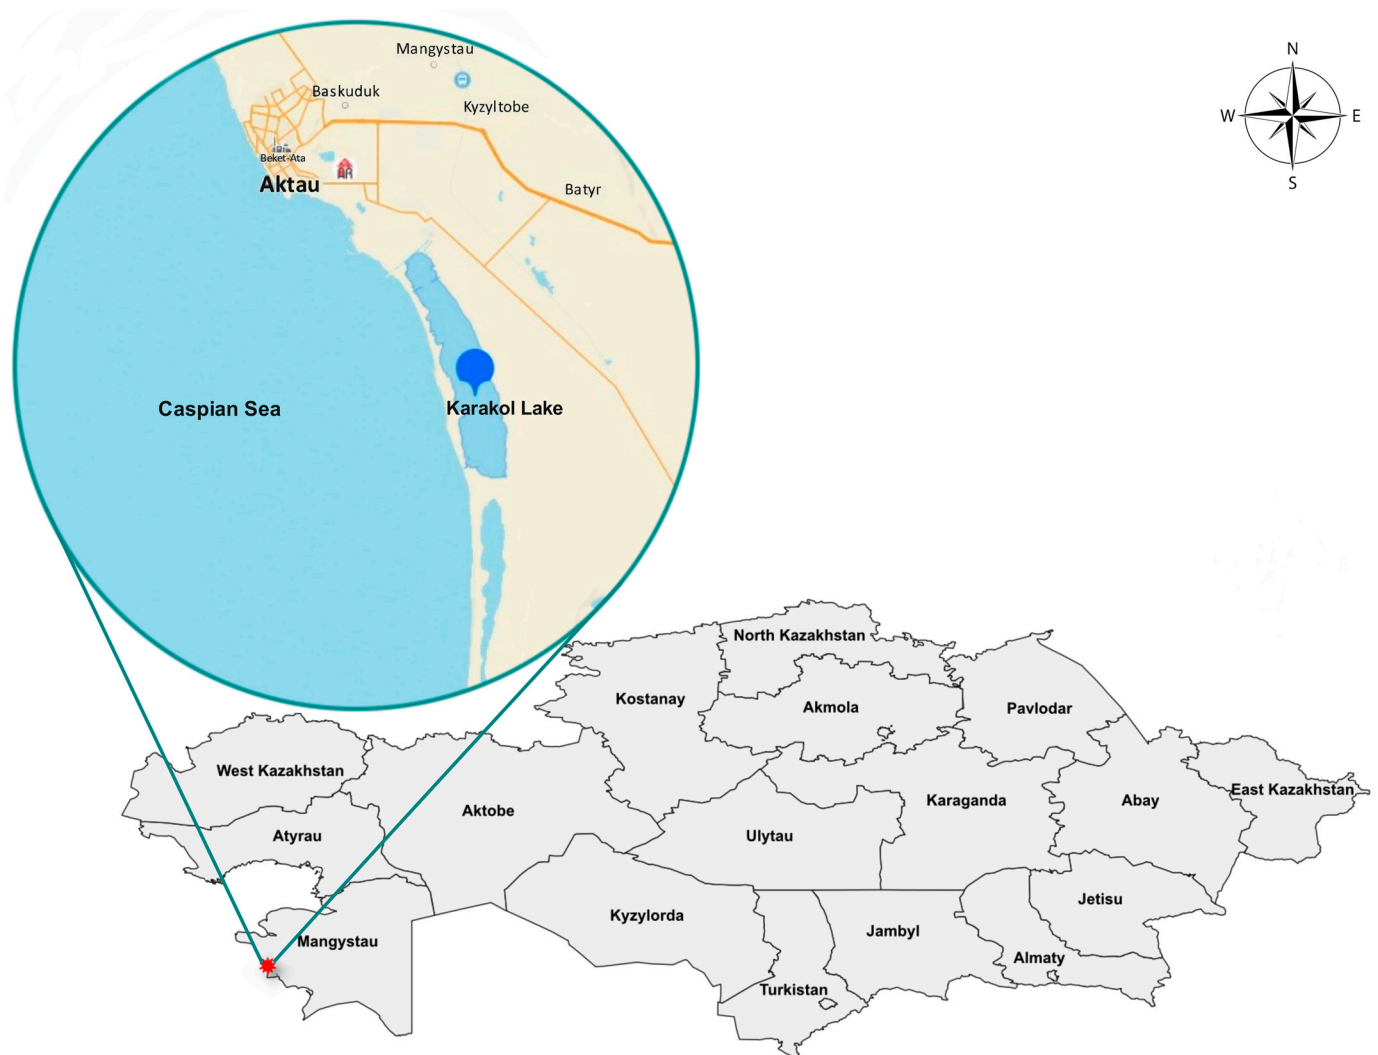 N
W
E
S
Mangystau
Baskuduk
Kyzyltobe
Beket-Ata
Aktau
Batyr
Caspian Sea
Karakol Lake
North Kazakhstan
Kostanay
Akmola
Pavlodar
West Kazakhstan
Aktobe
Karaganda
Abay
East Kazakhstan
Atyrau
Ulytau
Jetisu
Kyzylorda
Jambyl
Mangystau
Almaty
Turkistan